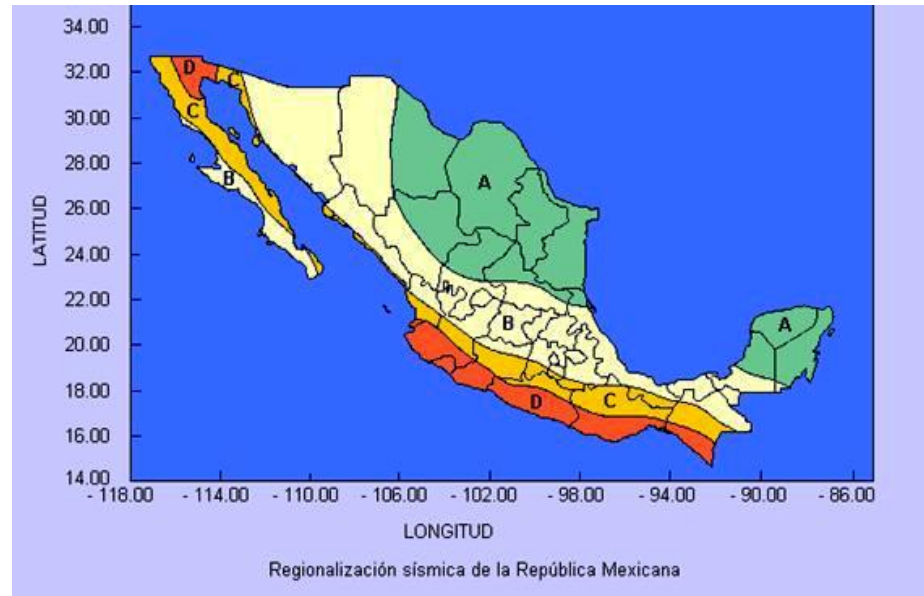 34.00
32.00
30.00
28.00
26.00
24.00
22.00
20.00
18.00
16.00
14.00
LATITUD
D
C
C
B
A
A
B
C
D
- 118.00 - 114.00 - 110.00 - 106.00 - 102.00 - 98.00 - 94.00 - 90.00 - 86.00
LONGITUD
Regionalización sísmica de la República Mexicana